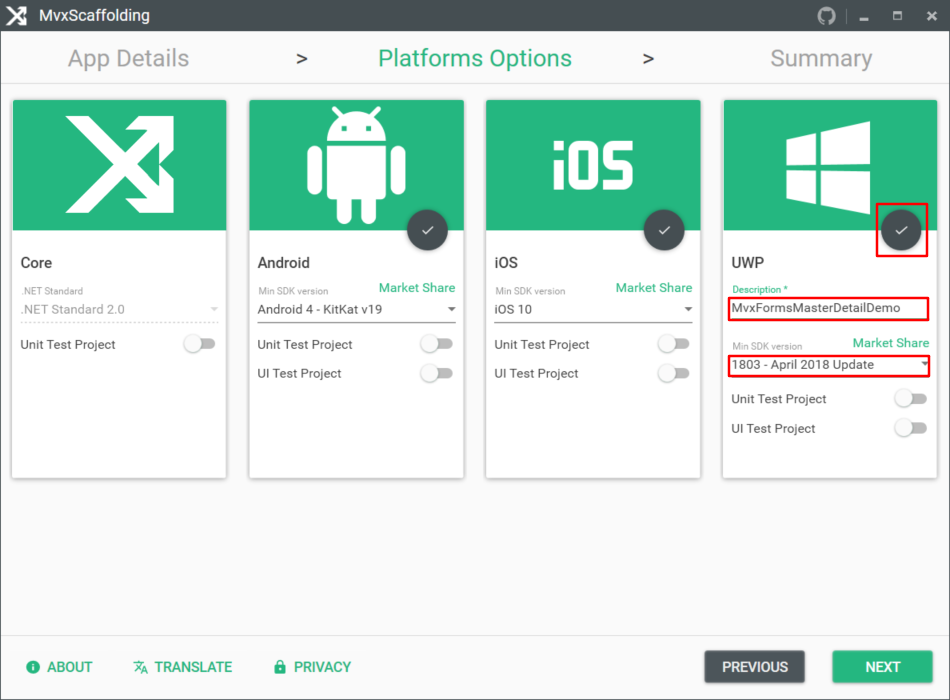 MvxScaffolding
App Details > Platforms Options > Summary
iOS
Core
.NET Standard
.NET Standard 2.0
Unit Test Project
Android
Min SDK version Market Share
Android 4 - KitKat v19
Unit Test Project
UI Test Project
iOS
Min SDK version Market Share
iOS 10
Unit Test Project
UI Test Project
UWP
Description *
MvxFormsMasterDetailDemo
Min SDK version Market Share
1803 - April 2018 Update
Unit Test Project
UI Test Project
ABOUT TRANSLATE PRIVACY PREVIOUS NEXT